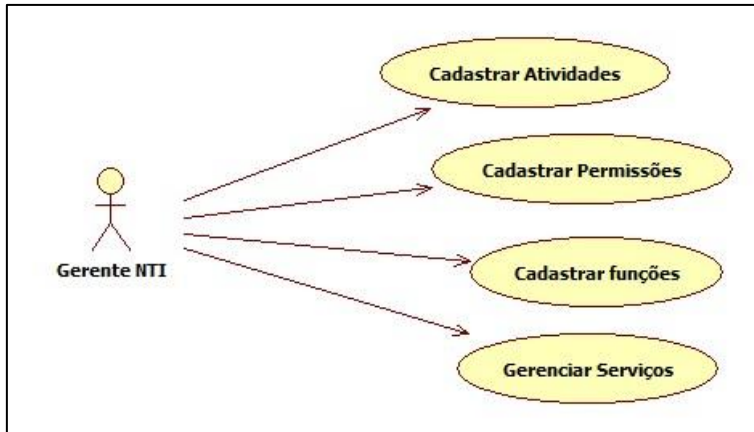 Cadastrar Atividades
Cadastrar Permissões
Gerente NTI
Cadastrar funções
Gerenciar Serviços